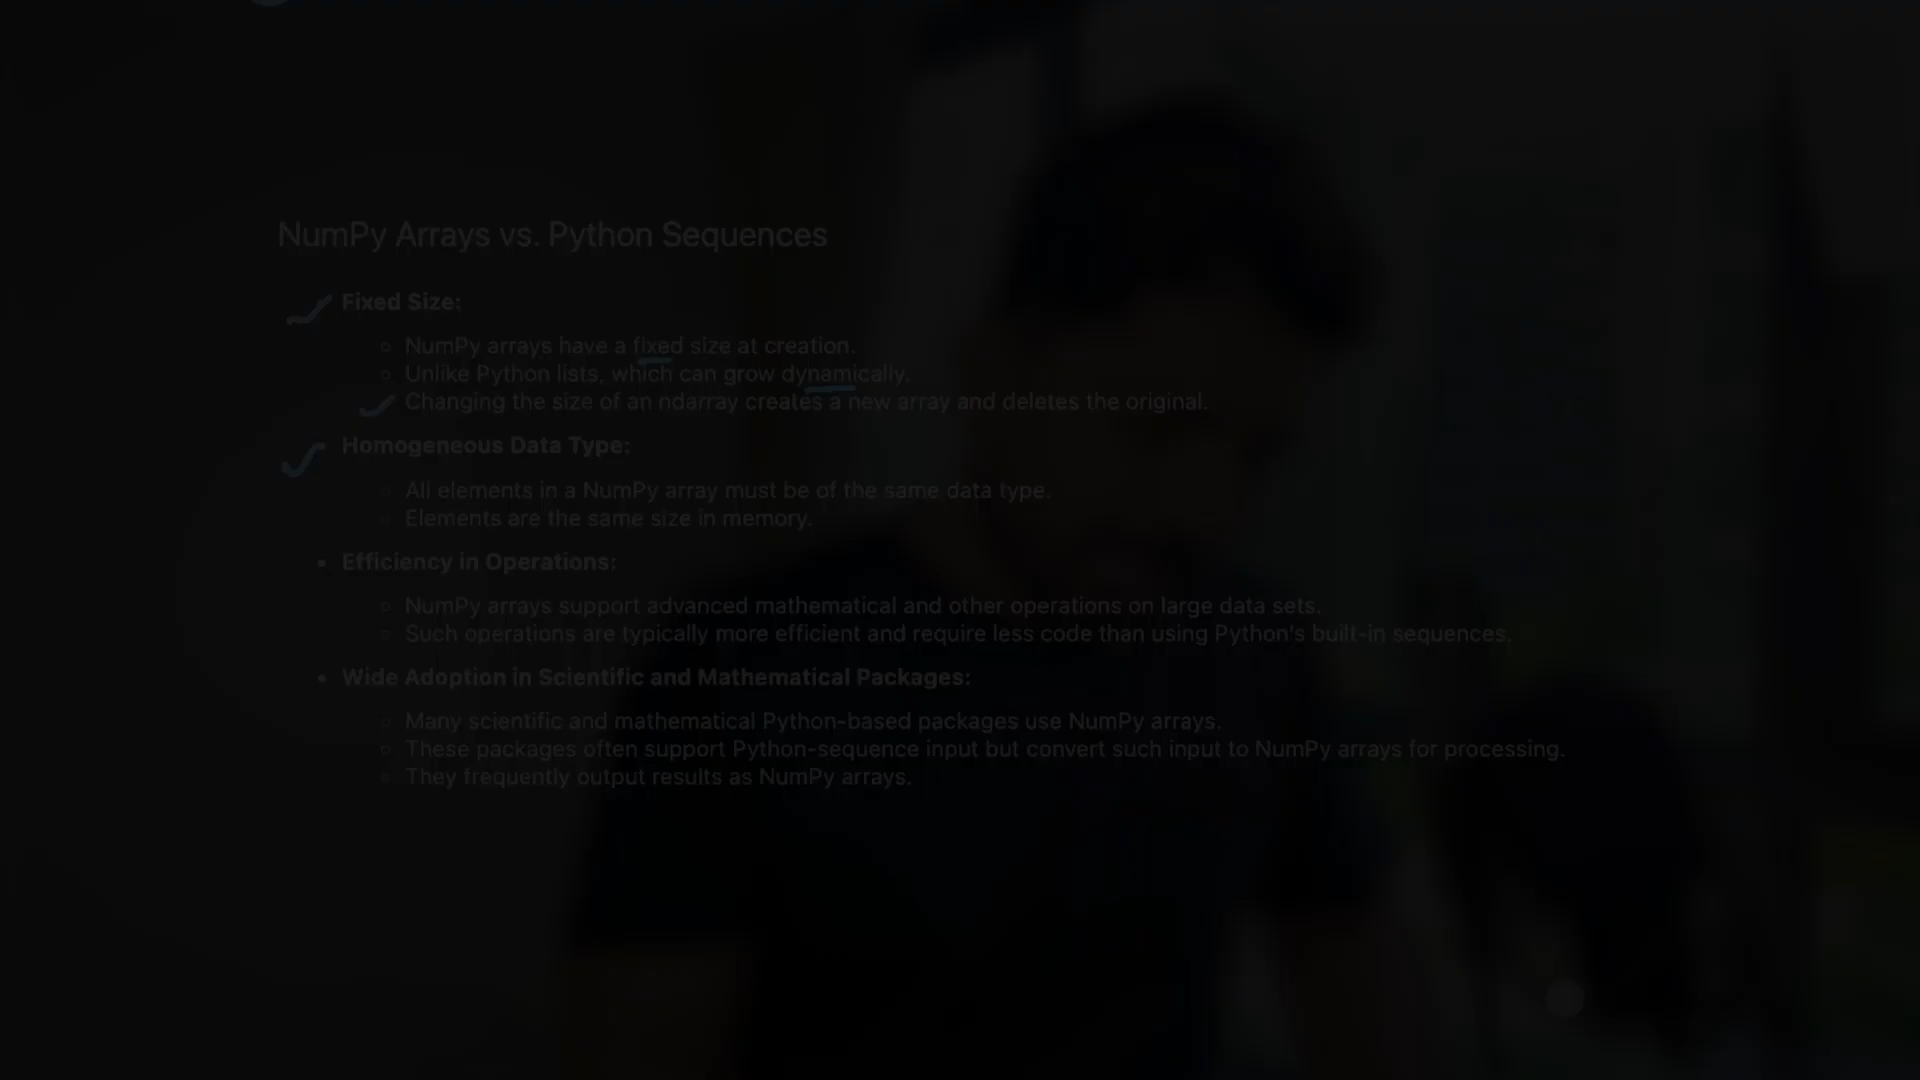 NumPy Arrays vs. Python Sequences
Fixed Size:
NumPy arrays have a fixed size at creation.
Unlike Python lists, which can grow dynamically.
Changing the size of an ndarray creates a new array and deletes the original.
Homogeneous Data Type:
All elements in a NumPy array must be of the same data type.
Elements are the same size in memory.
• Efficiency in Operations:
NumPy arrays support advanced mathematical and other operations on large data sets.
Such operations are typically more efficient and require less code than using Python's built-in sequences.
• Wide Adoption in Scientific and Mathematical Packages:
Many scientific and mathematical Python-based packages use NumPy arrays.
These packages often support Python-sequence input but convert such input to NumPy arrays for processing.
They frequently output results as NumPy arrays.